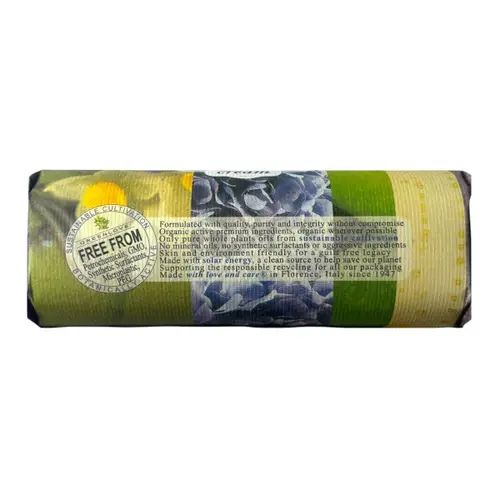 cream
SUSTAINABLE CULTIVATION
GREENLOVE
FREE FROM
Petrochemicals, GMO,
Synthetic Surfactants,
Mutagenic,
PEG
BOTANICALLY ACTIVE
Formulated with quality, purity and integrity without compromise
Organic active premium ingredients, organic wherever possible
Only pure whole plants oils from sustainable cultivation
No mineral oils, no synthetic surfactants or aggressive ingredients
Skin and environment friendly for a guilt free legacy
Made with solar energy, a clean source to help save our planet
Supporting the responsible recycling for all our packaging
Made with love and care® in Florence, Italy since 1947